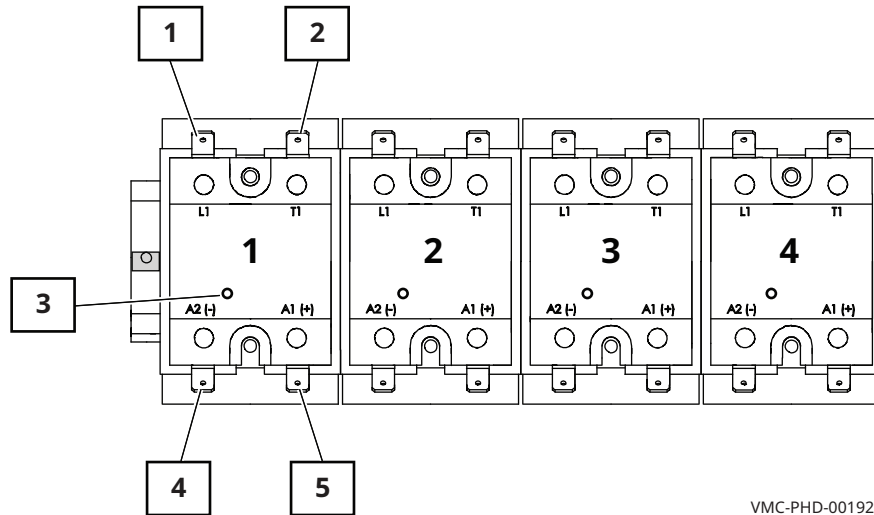 1 2
L1 T1 L1 T1 L1 T1 L1 T1
1 2 3 4
3
A2 (-) A1 (+) A2 (-) A1 (+) A2 (-) A1 (+) A2 (-) A1 (+)
4 5
VMC-PHD-00192